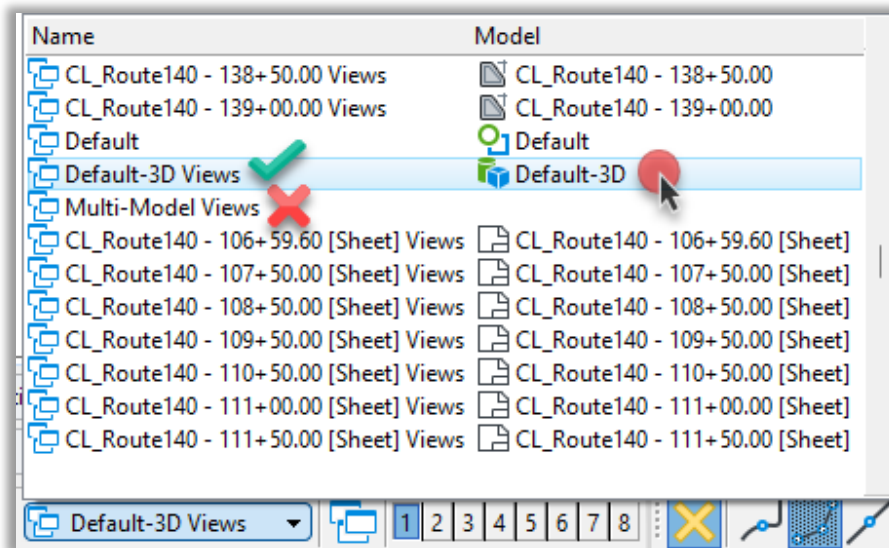 Name Model
CL_Route140 - 138+50.00 Views CL_Route140 - 138+50.00
CL_Route140 - 139+00.00 Views CL_Route140 - 139+00.00
Default Default
Default-3D Views Default-3D
Multi-Model Views
CL_Route140 - 106+59.60 [Sheet] Views CL_Route140 - 106+59.60 [Sheet]
CL_Route140 - 107+50.00 [Sheet] Views CL_Route140 - 107+50.00 [Sheet]
CL_Route140 - 108+50.00 [Sheet] Views CL_Route140 - 108+50.00 [Sheet]
CL_Route140 - 109+50.00 [Sheet] Views CL_Route140 - 109+50.00 [Sheet]
CL_Route140 - 110+50.00 [Sheet] Views CL_Route140 - 110+50.00 [Sheet]
CL_Route140 - 111+00.00 [Sheet] Views CL_Route140 - 111+00.00 [Sheet]
CL_Route140 - 111+50.00 [Sheet] Views CL_Route140 - 111+50.00 [Sheet]
Default-3D Views 1 2 3 4 5 6 7 8